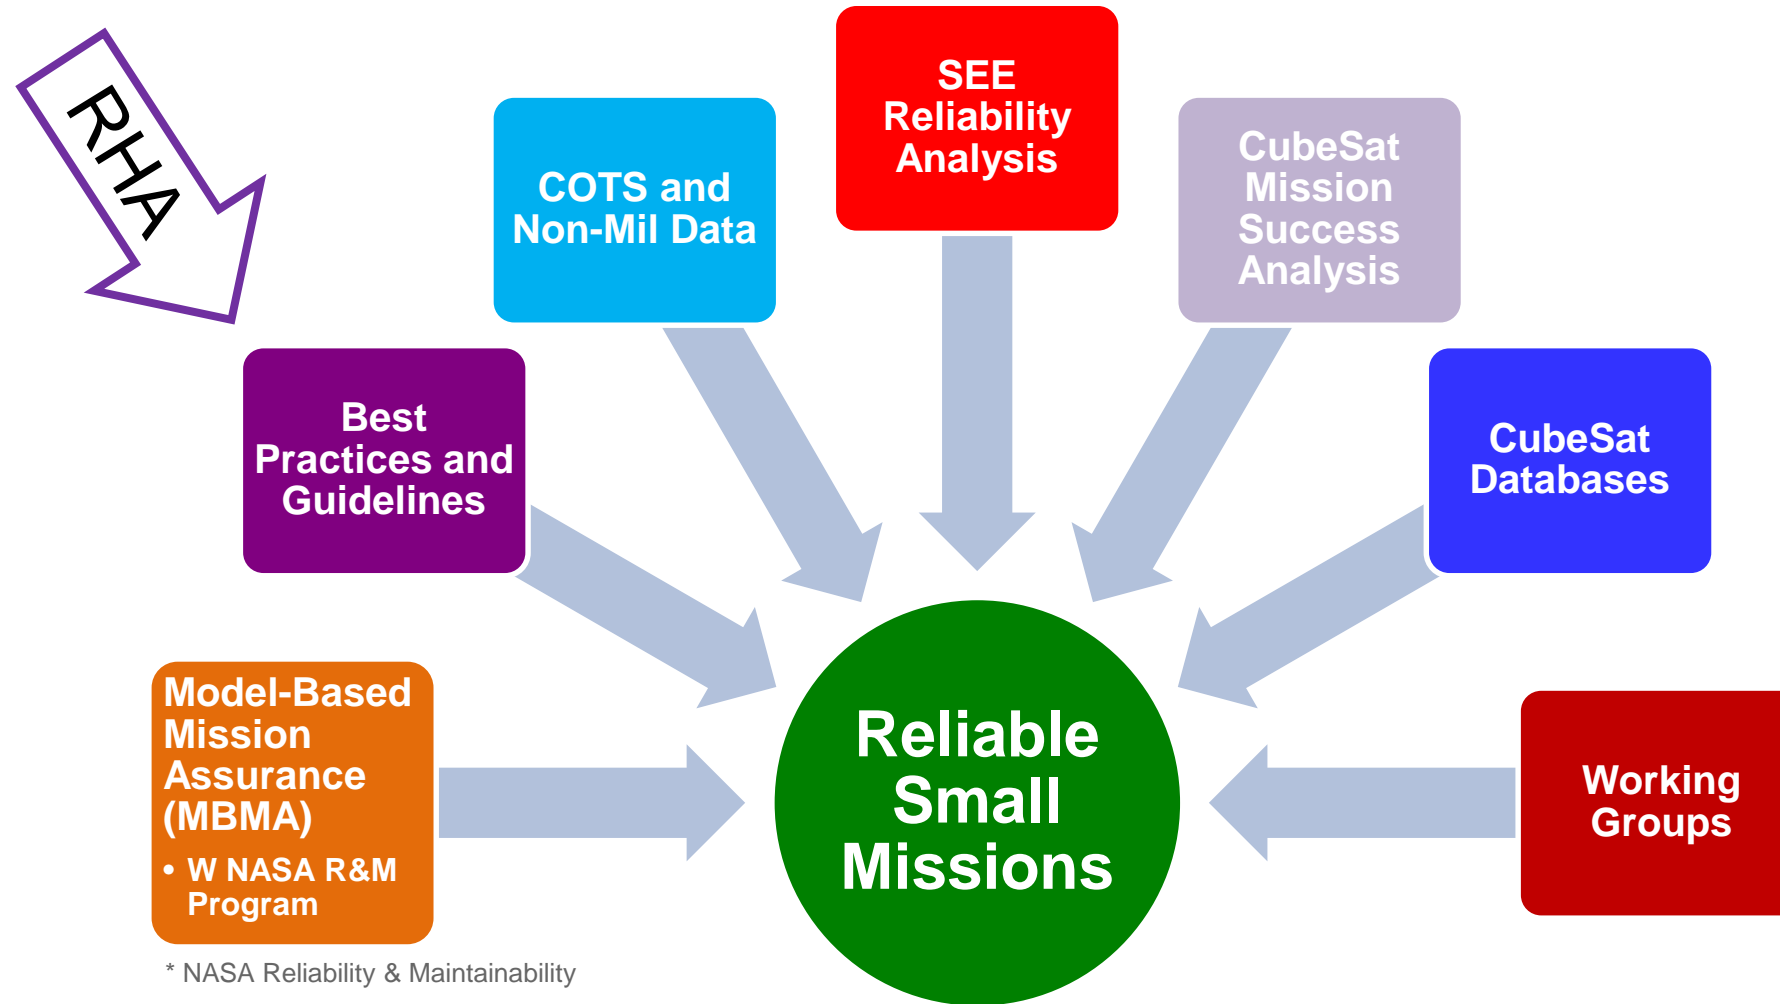 RHA
SEE
Reliability
Analysis
COTS and
Non-Mil Data
CubeSat
Mission
Success
Analysis
Best
Practices and
Guidelines
CubeSat
Databases
Model-Based
Mission
Assurance
(MBMA)
• W NASA R&M
Program
Reliable
Small
Missions
Working
Groups
* NASA Reliability & Maintainability